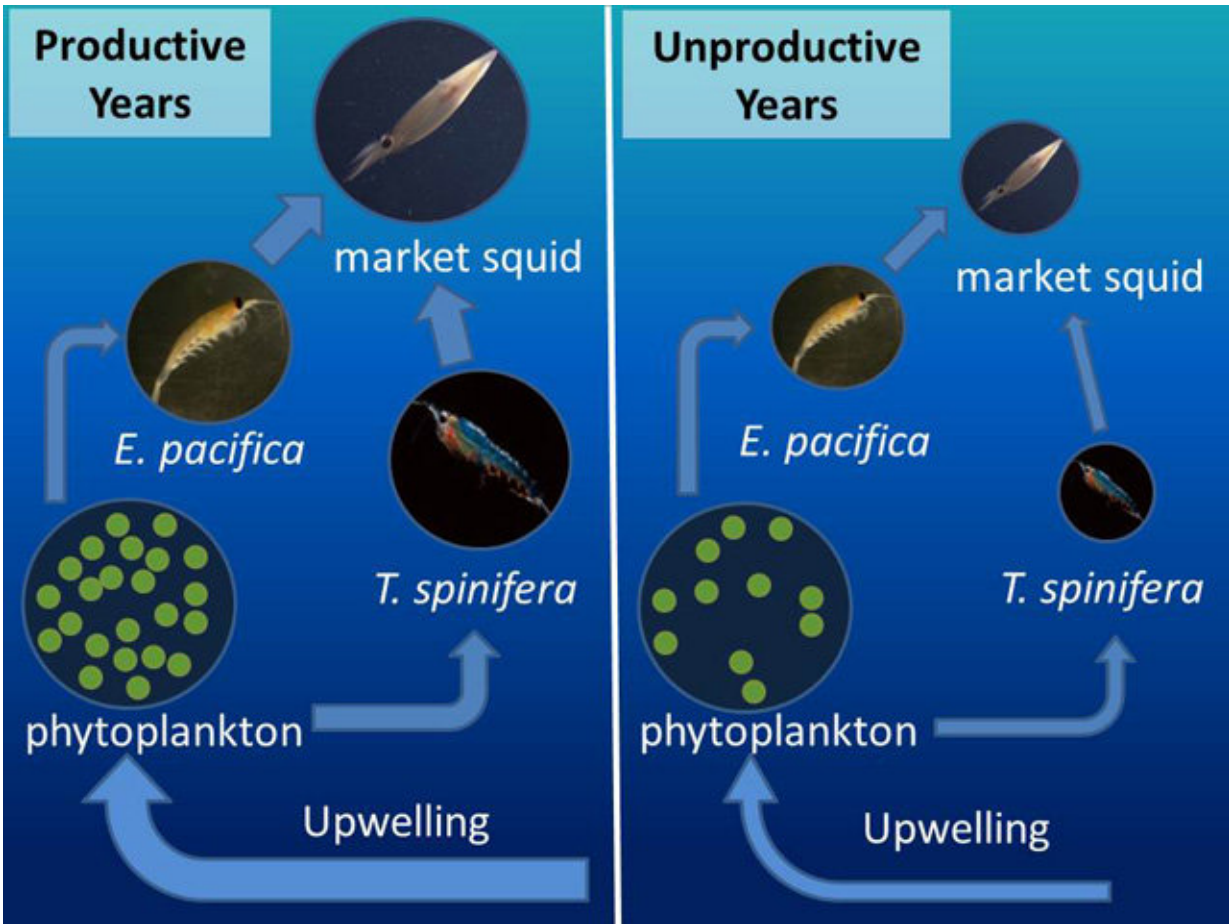 Productive
Years
market squid
E. pacifica
T. spinifera
phytoplankton
Upwelling
Unproductive
Years
market squid
E. pacifica
T. spinifera
phytoplankton
Upwelling